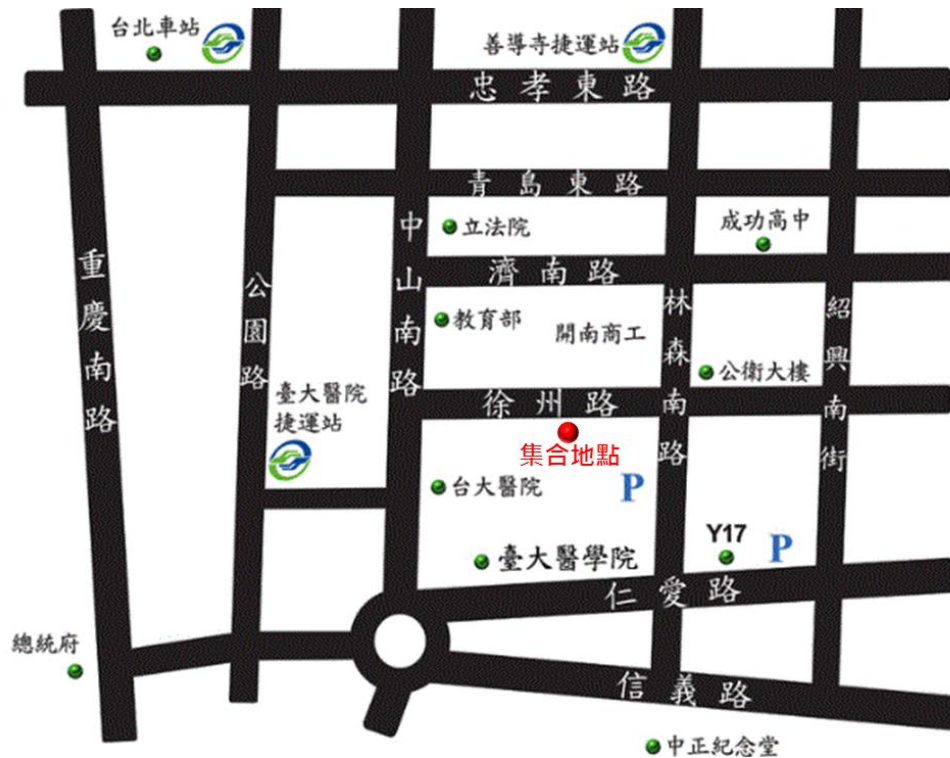 台北車站
善導寺捷運站
忠孝東路
青島東路
中山南路
立法院
成功高中
濟南路
重慶南路
公園路
林森南路
紹興南街
教育部
開南商工
公衛大樓
臺大醫院
捷運站
徐州路
集合地點
台大醫院
P
Y17
P
臺大醫學院
仁愛路
總統府
信義路
中正紀念堂